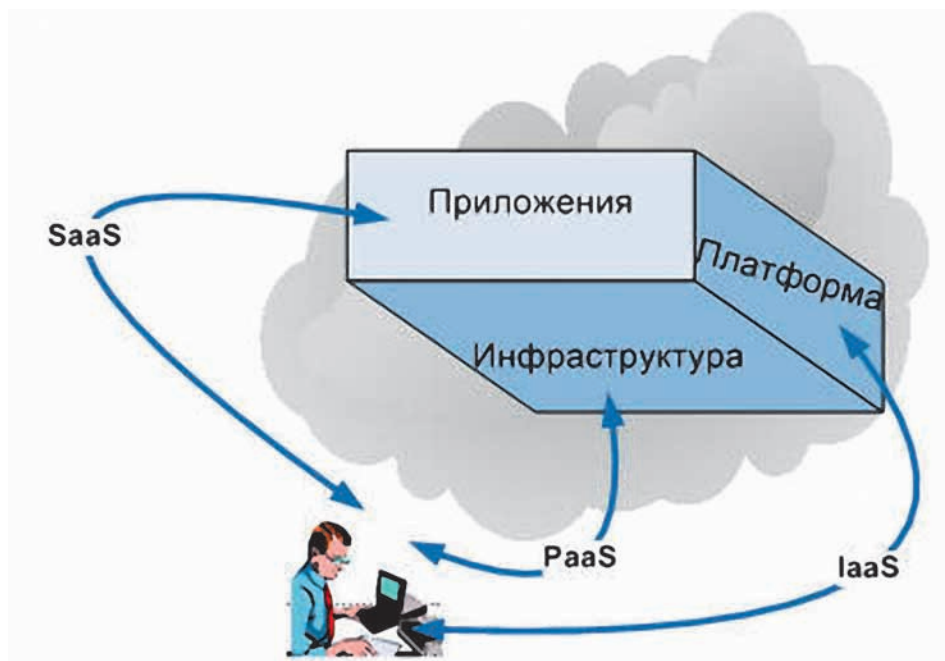 Приложения
SaaS
Платформа
Инфраструктура
PaaS
IaaS